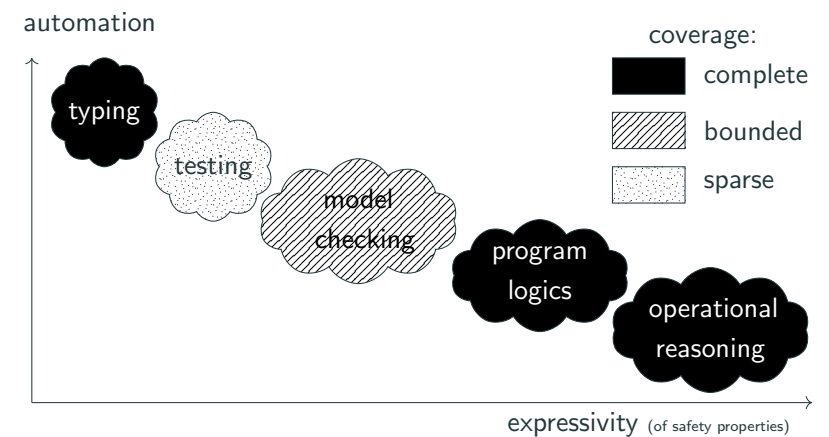 automation
coverage:
complete
bounded
sparse
typing
testing
model
checking
program
logics
operational
reasoning
expressivity (of safety properties)